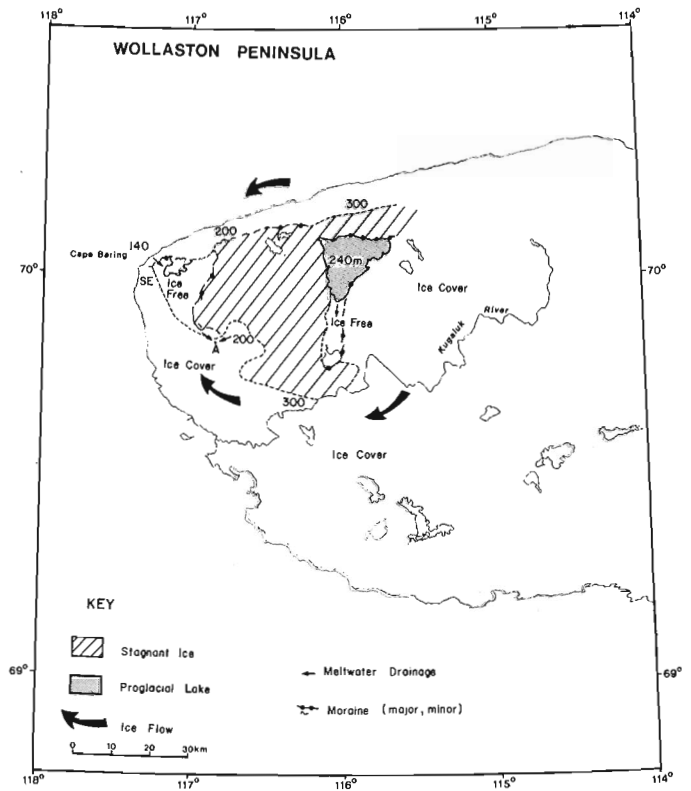 118°
117°
116°
115°
114°
WOLLASTON PENINSULA
300
200
140
Cape Baring
70°
240m
70°
SE
Ice
Free
Ice Cover
Ice Free
Kugaluk River
200
A
Ice Cover
300
Ice Cover
KEY
Stagnant Ice
69°
Meltwater Drainage
69°
Proglacial Lake
Moraine (major, minor)
Ice Flow
0 10 20 30km
118°
117°
116°
115°
114°